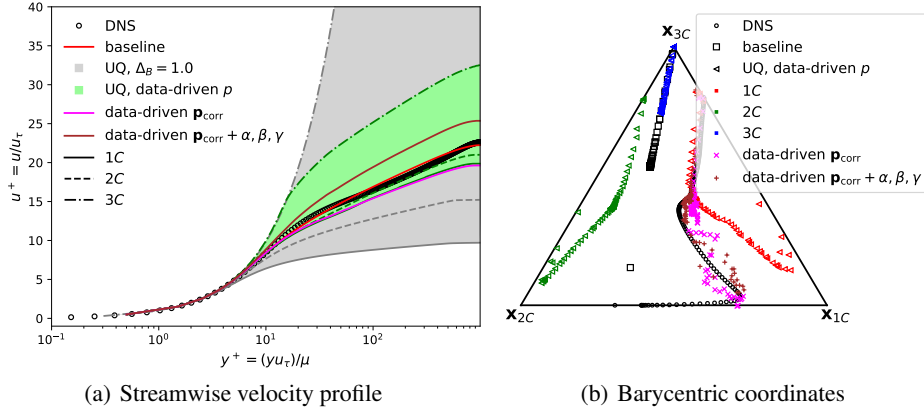 40
35
30
25
20
15
10
5
0
u⁺ = u/u_τ
DNS
baseline
UQ, Δ_B = 1.0
UQ, data-driven p
data-driven p_corr
data-driven p_corr + α, β, γ
1C
2C
3C
10⁻¹
10⁰
10¹
10²
y⁺ = (yu_τ)/μ
(a) Streamwise velocity profile
x_3C
DNS
baseline
UQ, data-driven p
1C
2C
3C
data-driven p_corr
data-driven p_corr + α, β, γ
x_2C
x_1C
(b) Barycentric coordinates